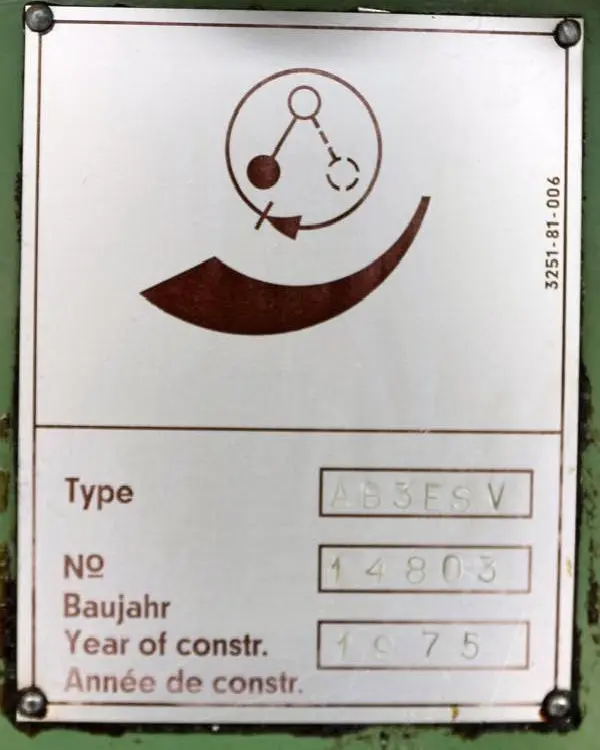 3251-81-006
Type AB3ESV
Nº 14803
Baujahr
Year of constr. 1975
Année de constr.